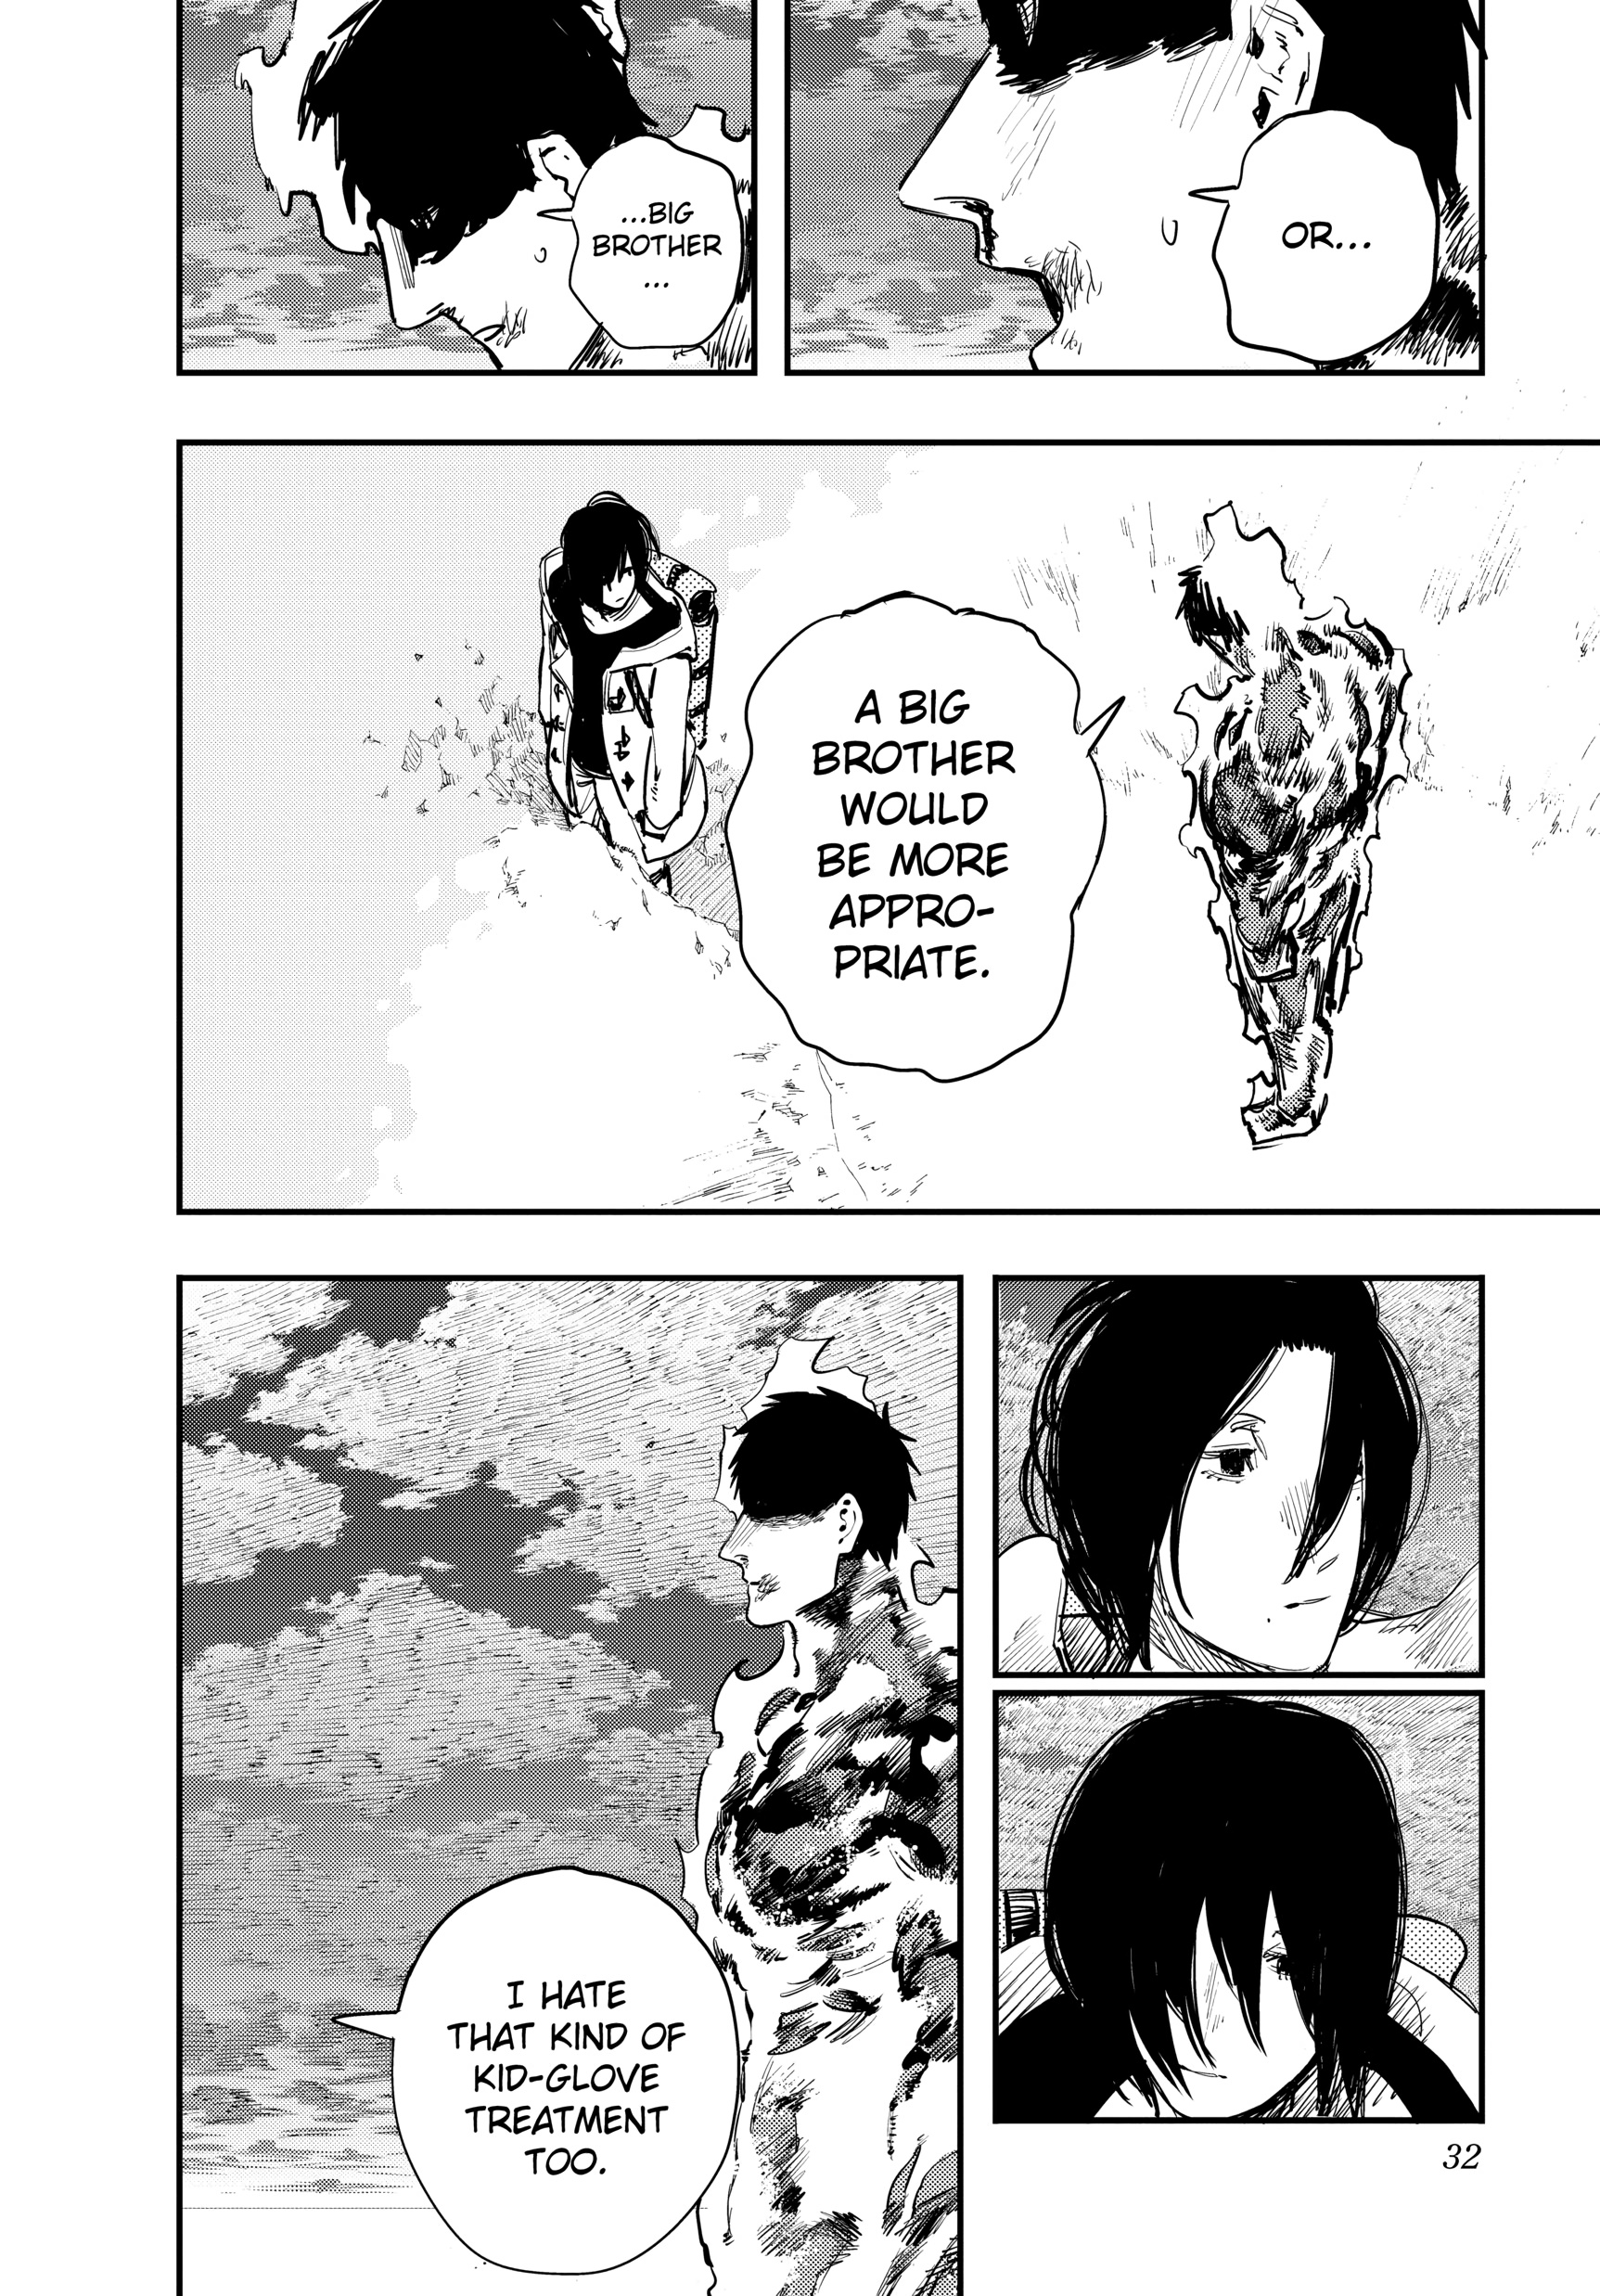 OR...
...BIG
BROTHER
...
A BIG
BROTHER
WOULD
BE MORE
APPRO-
PRIATE.
I HATE
THAT KIND OF
KID-GLOVE
TREATMENT
TOO.
32